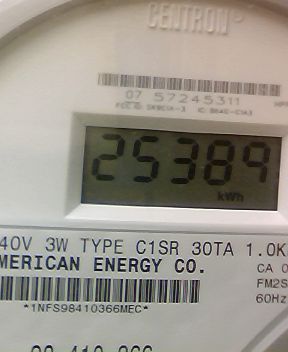 CENTRON®
07 57245311
25389
kWh
40V 3W TYPE C1SR 30TA 1.0K
MERICAN ENERGY CO.
CA 0
FM2S
60Hz
*1NFS98410366MEC*